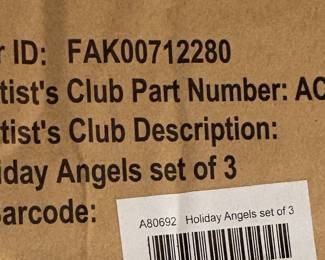 r ID: FAK00712280
tist's Club Part Number: AC
tist's Club Description:
iday Angels set of 3
arcode:
A80692 Holiday Angels set of 3